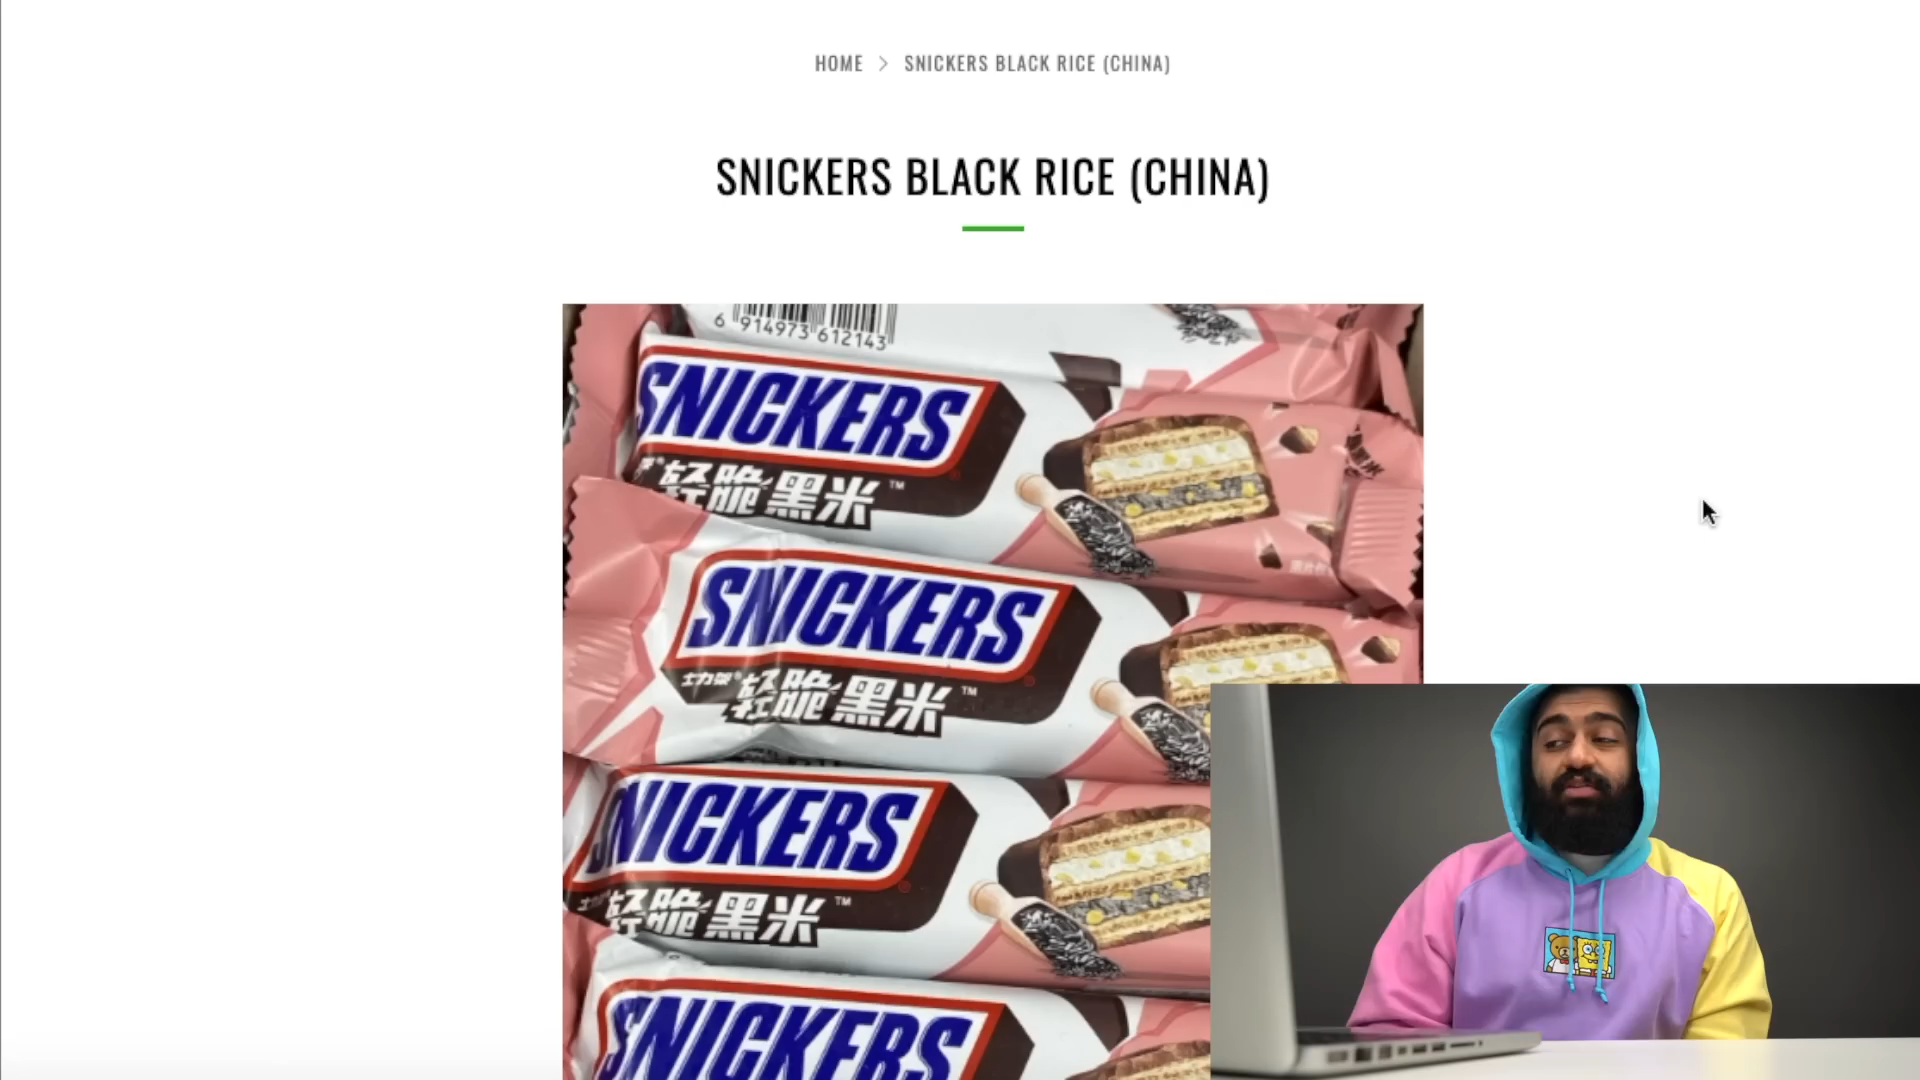 HOME > SNICKERS BLACK RICE (CHINA)
SNICKERS BLACK RICE (CHINA)
6 914973 612143
SNICKERS
轻脆黑米™
SNICKERS®
士力架®轻脆黑米™
SNICKERS®
轻脆黑米™
SNICKERS